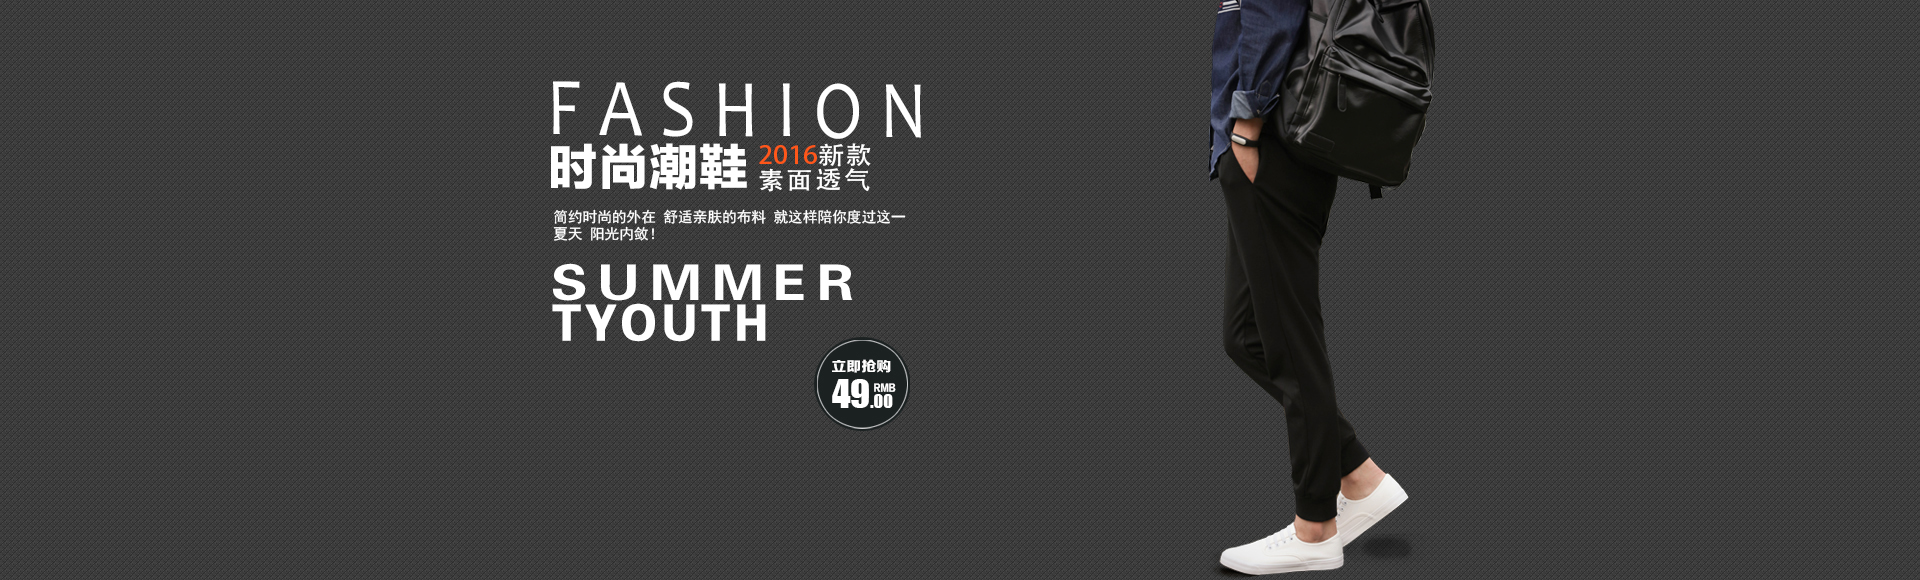 FASHION
时尚潮鞋 2016新款
素面透气
简约时尚的外在 舒适亲肤的布料 就这样陪你度过这一
夏天 阳光内敛！
SUMMER
TYOUTH
立即抢购
49.00 RMB